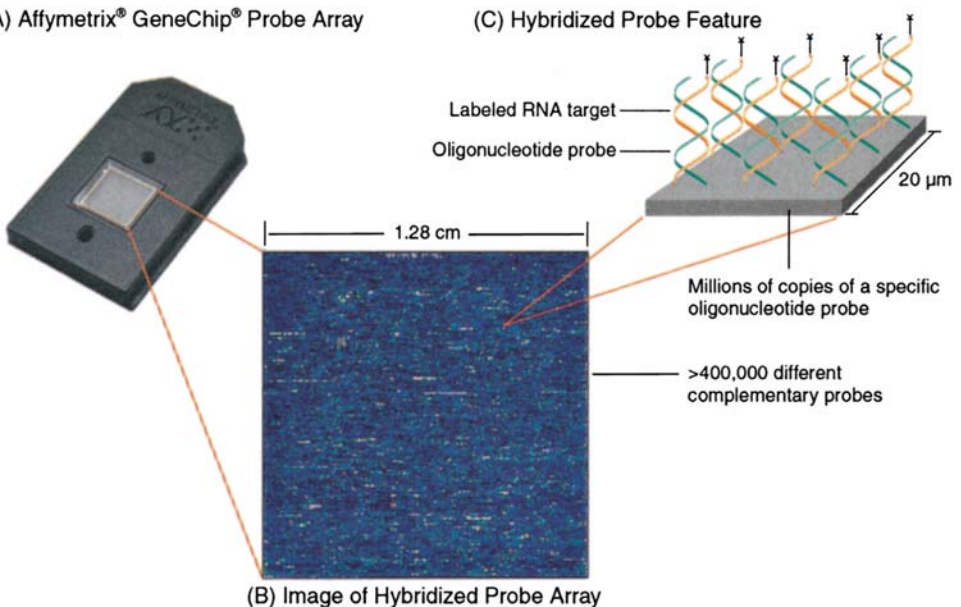 A) Affymetrix® GeneChip® Probe Array
(C) Hybridized Probe Feature
Labeled RNA target
Oligonucleotide probe
20 µm
1.28 cm
Millions of copies of a specific
oligonucleotide probe
>400,000 different
complementary probes
(B) Image of Hybridized Probe Array